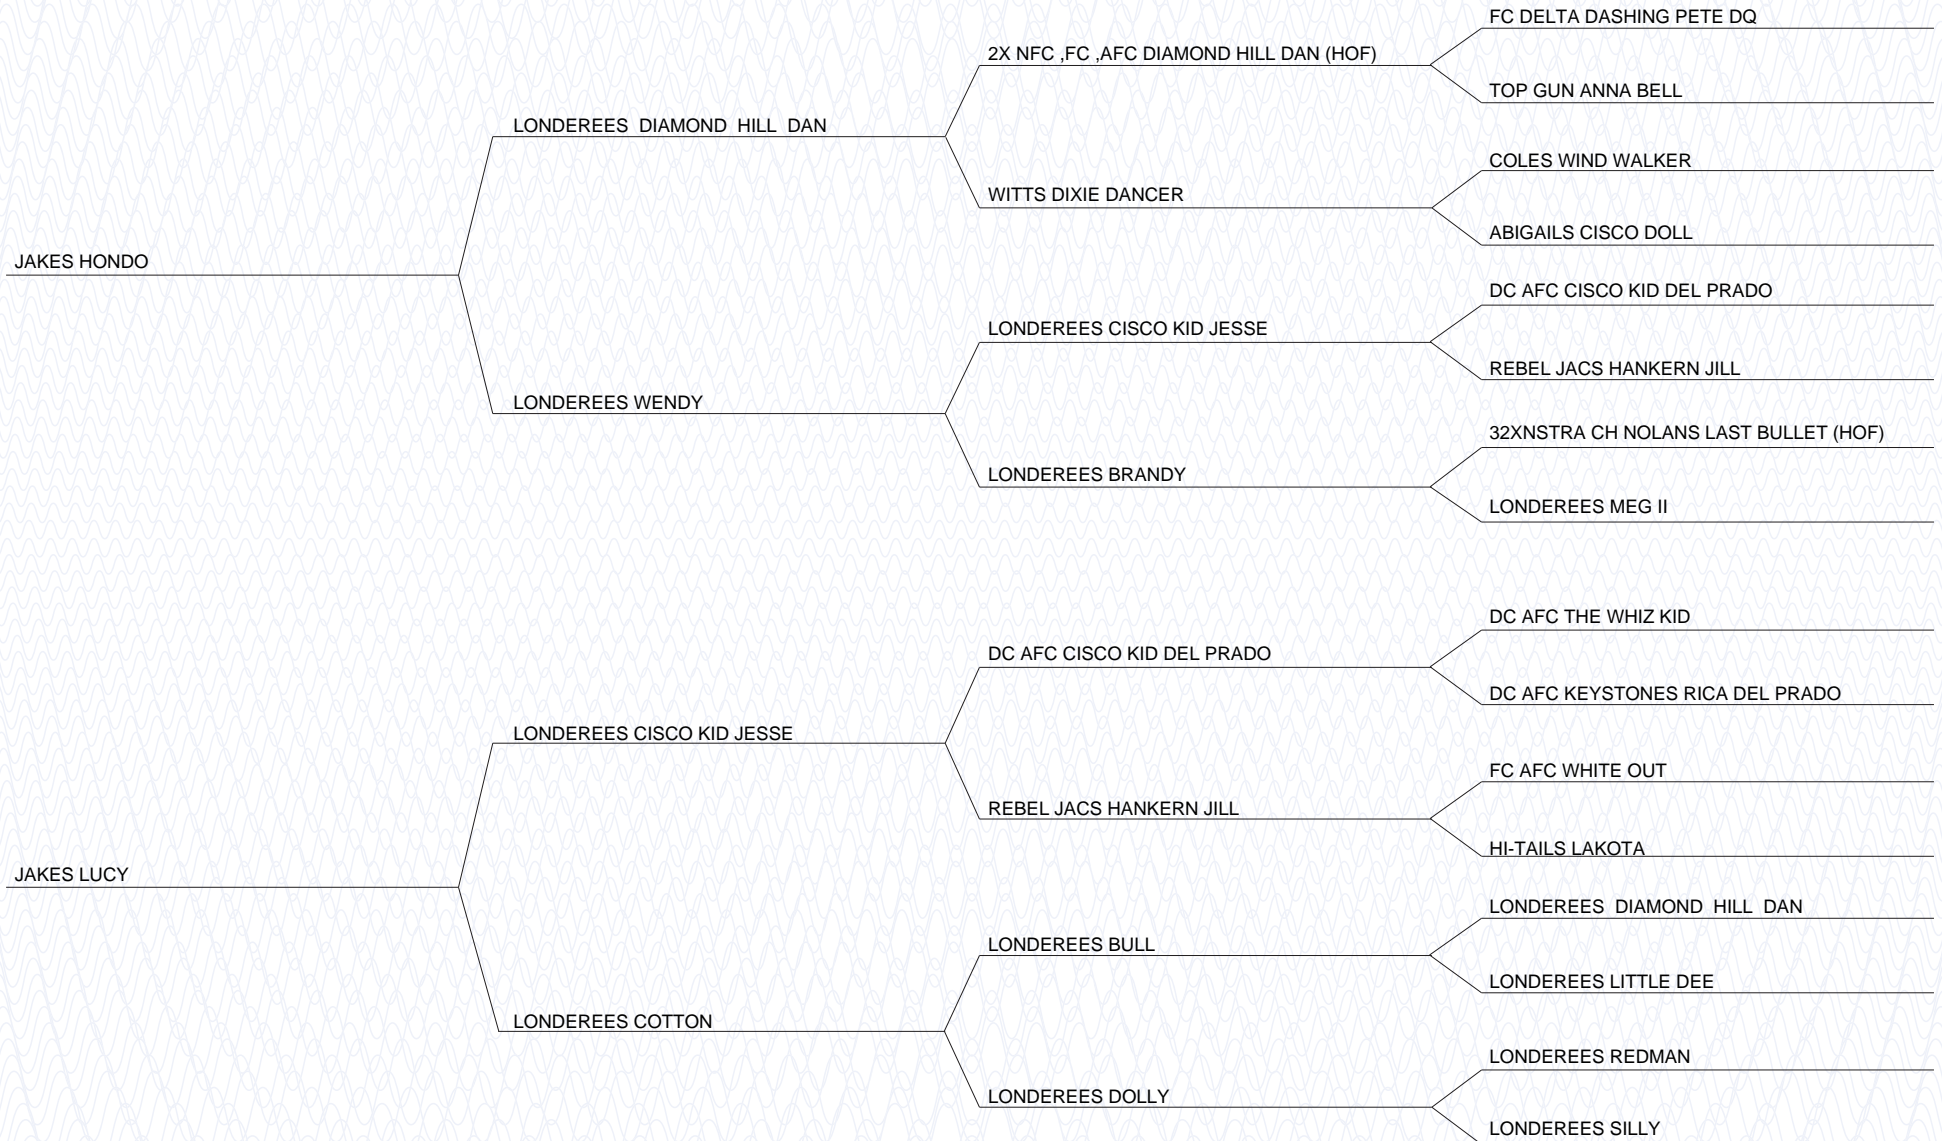 FC DELTA DASHING PETE DQ
2X NFC ,FC ,AFC DIAMOND HILL DAN (HOF)
TOP GUN ANNA BELL
LONDEREES  DIAMOND  HILL  DAN
COLES WIND WALKER
WITTS DIXIE DANCER
ABIGAILS CISCO DOLL
JAKES HONDO
DC AFC CISCO KID DEL PRADO
LONDEREES CISCO KID JESSE
REBEL JACS HANKERN JILL
LONDEREES WENDY
32XNSTRA CH NOLANS LAST BULLET (HOF)
LONDEREES BRANDY
LONDEREES MEG II
DC AFC THE WHIZ KID
DC AFC CISCO KID DEL PRADO
DC AFC KEYSTONES RICA DEL PRADO
LONDEREES CISCO KID JESSE
FC AFC WHITE OUT
REBEL JACS HANKERN JILL
HI-TAILS LAKOTA
JAKES LUCY
LONDEREES  DIAMOND  HILL  DAN
LONDEREES BULL
LONDEREES LITTLE DEE
LONDEREES COTTON
LONDEREES REDMAN
LONDEREES DOLLY
LONDEREES SILLY